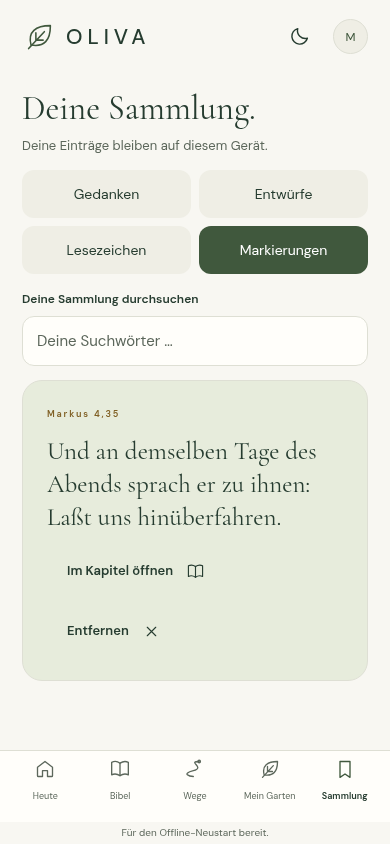 OLIVA
M
Deine Sammlung.
Deine Einträge bleiben auf diesem Gerät.
Gedanken
Entwürfe
Lesezeichen
Markierungen
Deine Sammlung durchsuchen
Deine Suchwörter …
Markus 4,35
Und an demselben Tage des
Abends sprach er zu ihnen:
Laßt uns hinüberfahren.
Im Kapitel öffnen
Entfernen
Heute
Bibel
Wege
Mein Garten
Sammlung
Für den Offline-Neustart bereit.